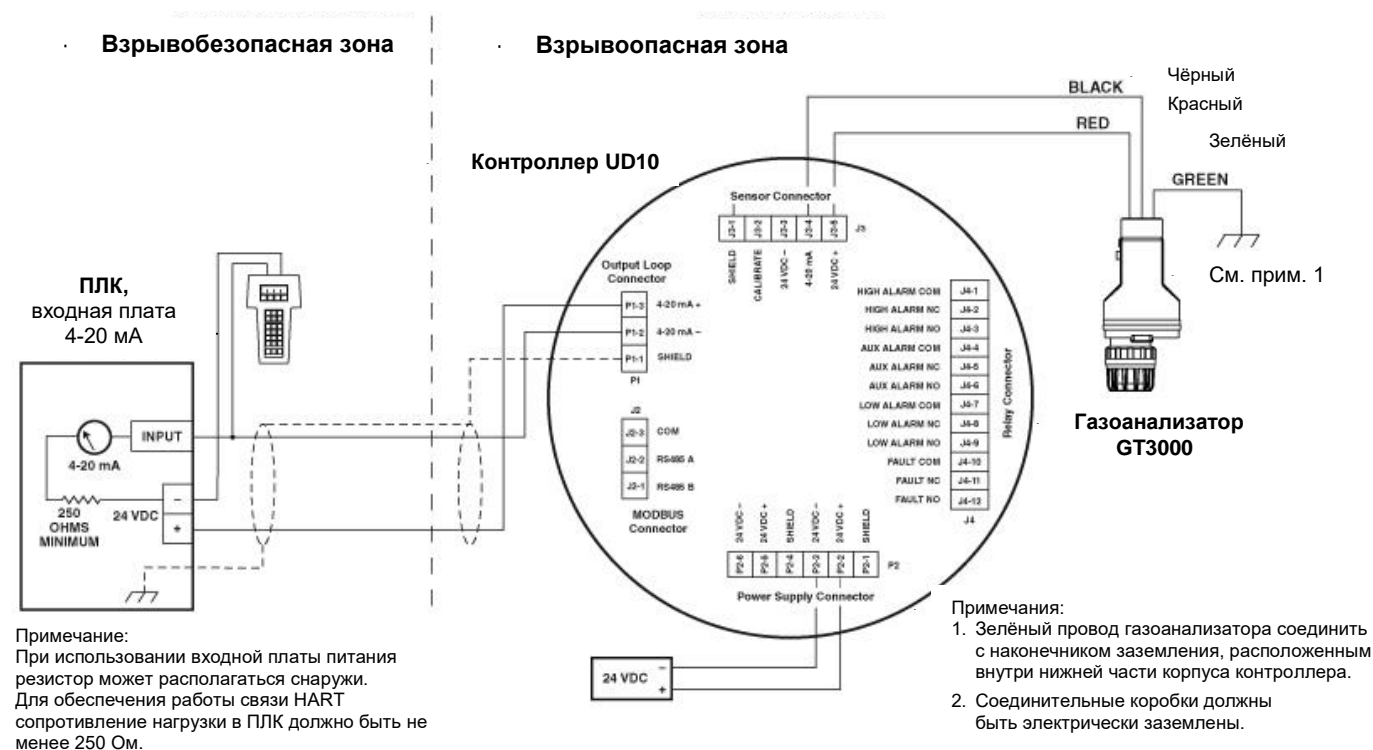 Взрывобезопасная зона
Взрывоопасная зона
BLACK
Чёрный
Красный
RED
Зелёный
GREEN
См. прим. 1
Контроллер UD10
Sensor Connector
J3-1
J3-2
J3-3
J3-4
J3-5
J3
SHIELD
CALIBRATE
24 VDC –
4-20 mA
24 VDC +
ПЛК,
входная плата
4-20 мА
Output Loop
Connector
P1-3 4-20 mA +
P1-2 4-20 mA –
P1-1 SHIELD
P1
J2
J2-3 COM
J2-2 RS485 A
J2-1 RS485 B
MODBUS
Connector
HIGH ALARM COM J4-1
HIGH ALARM NC J4-2
HIGH ALARM NO J4-3
AUX ALARM COM J4-4
AUX ALARM NC J4-5
AUX ALARM NO J4-6
LOW ALARM COM J4-7
LOW ALARM NC J4-8
LOW ALARM NO J4-9
FAULT COM J4-10
FAULT NC J4-11
FAULT NO J4-12
J4
Relay Connector
Газоанализатор
GT3000
INPUT
4-20 mA
–
+
250
OHMS
MINIMUM
24 VDC
24 VDC –
24 VDC +
SHIELD
24 VDC –
24 VDC +
SHIELD
P2-6
P2-5
P2-4
P2-3
P2-2
P2-1
P2
Power Supply Connector
24 VDC
–
+
Примечание:
При использовании входной платы питания
резистор может располагаться снаружи.
Для обеспечения работы связи HART
сопротивление нагрузки в ПЛК должно быть не
менее 250 Ом.
Примечания:
1. Зелёный провод газоанализатора соединить
с наконечником заземления, расположенным
внутри нижней части корпуса контроллера.
2. Соединительные коробки должны
быть электрически заземлены.